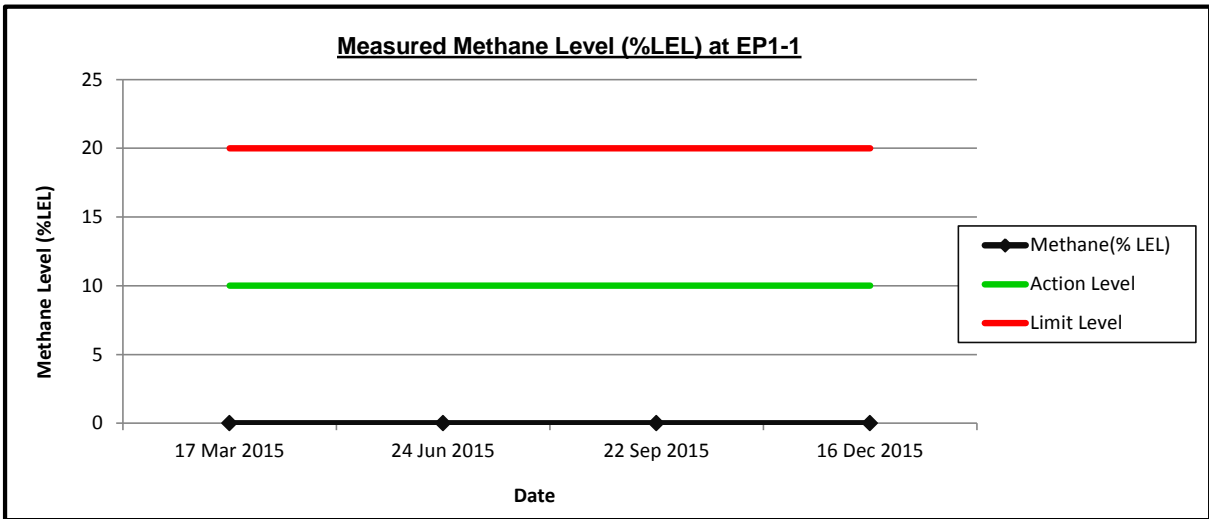 Measured Methane Level (%LEL) at EP1-1
25
20
15
10
5
0
Methane Level (%LEL)
17 Mar 2015
24 Jun 2015
22 Sep 2015
16 Dec 2015
Date
Methane(% LEL)
Action Level
Limit Level